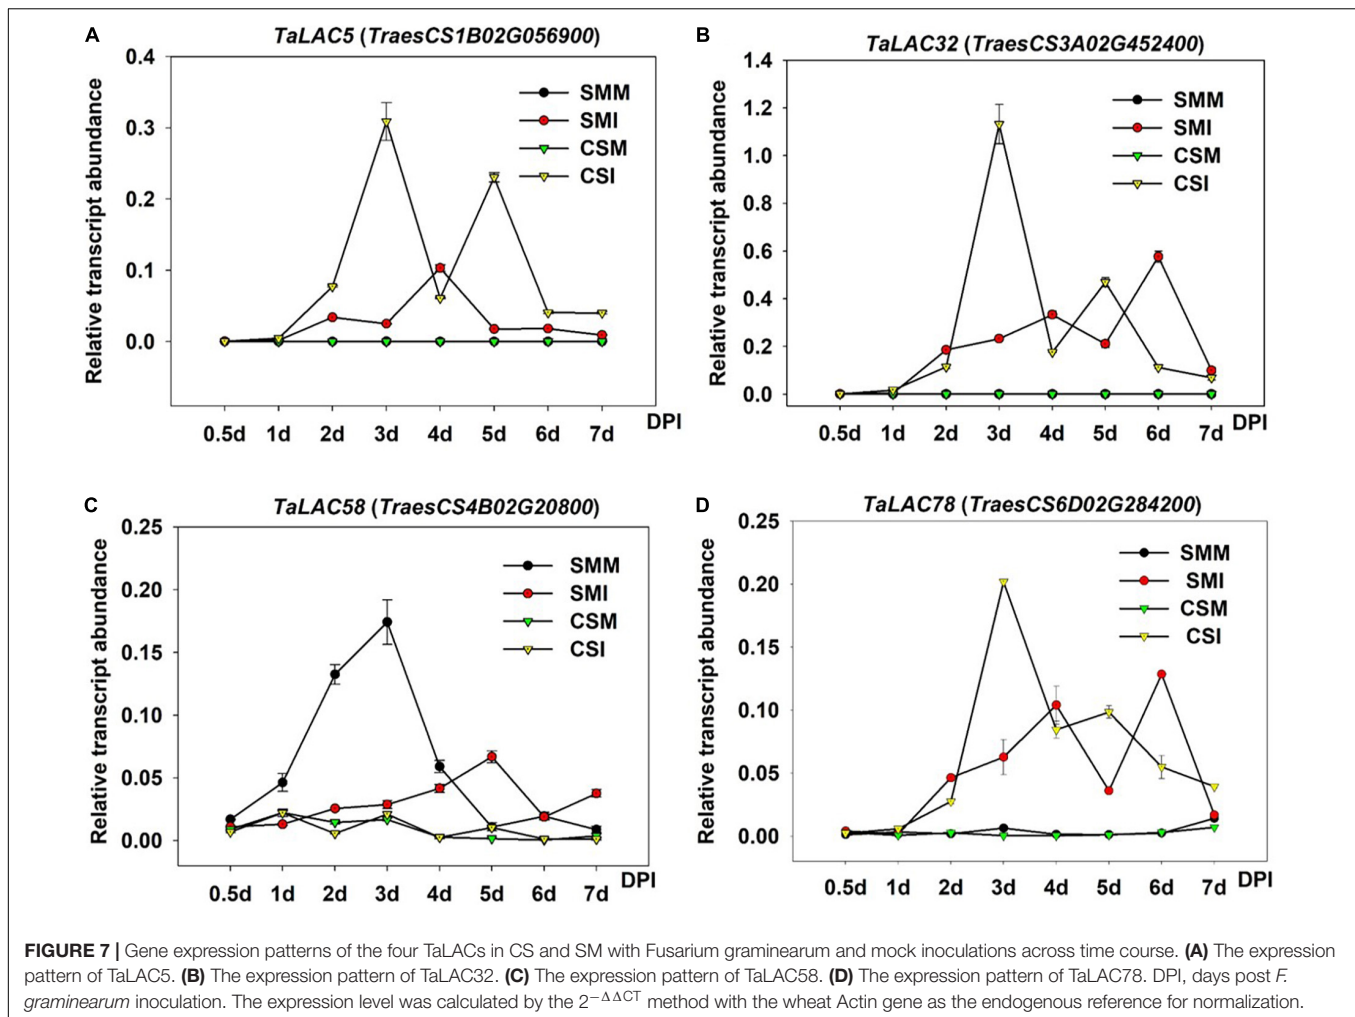 A
TaLAC5 (TraesCS1B02G056900)
Relative transcript abundance
0.4
0.3
0.2
0.1
0.0
SMM
SMI
CSM
CSI
0.5d 1d 2d 3d 4d 5d 6d 7d DPI
B
TaLAC32 (TraesCS3A02G452400)
Relative transcript abundance
1.4
1.2
1.0
0.8
0.6
0.4
0.2
0.0
SMM
SMI
CSM
CSI
0.5d 1d 2d 3d 4d 5d 6d 7d DPI
C
TaLAC58 (TraesCS4B02G20800)
Relative transcript abundance
0.25
0.20
0.15
0.10
0.05
0.00
SMM
SMI
CSM
CSI
0.5d 1d 2d 3d 4d 5d 6d 7d DPI
D
TaLAC78 (TraesCS6D02G284200)
Relative transcript abundance
0.25
0.20
0.15
0.10
0.05
0.00
SMM
SMI
CSM
CSI
0.5d 1d 2d 3d 4d 5d 6d 7d DPI
FIGURE 7 | Gene expression patterns of the four TaLACs in CS and SM with Fusarium graminearum and mock inoculations across time course. (A) The expression
pattern of TaLAC5. (B) The expression pattern of TaLAC32. (C) The expression pattern of TaLAC58. (D) The expression pattern of TaLAC78. DPI, days post F.
graminearum inoculation. The expression level was calculated by the 2−ΔΔCT method with the wheat Actin gene as the endogenous reference for normalization.